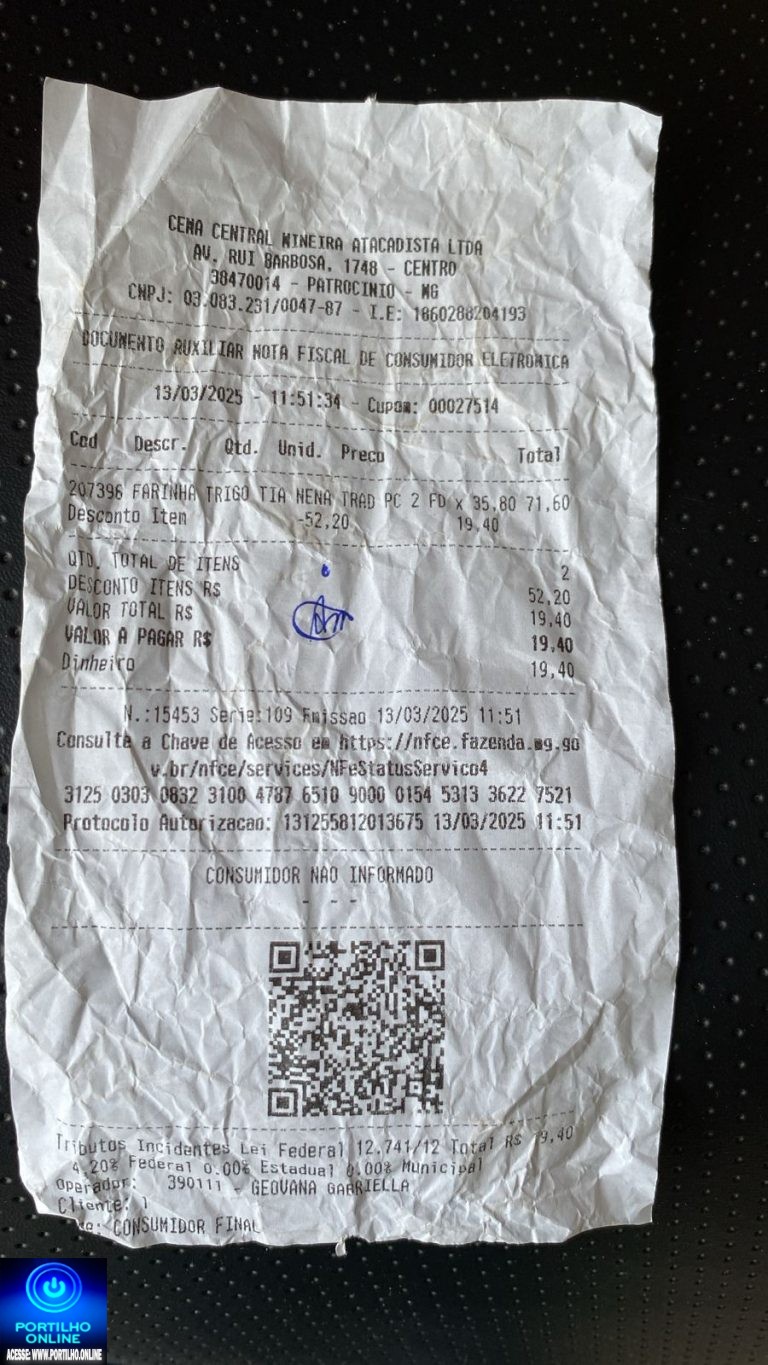 CEMA CENTRAL MINEIRA ATACADISTA LTDA
AV. RUI BARBOSA, 1748 - CENTRO
38470014 - PATROCINIO - MG
CNPJ: 03.083.231/0047-87 - I.E: 1860288204193
DOCUMENTO AUXILIAR NOTA FISCAL DE CONSUMIDOR ELETRONICA
13/03/2025 - 11:51:34 - Cupom: 00027514
Cod Descr. Qtd. Unid. Preco Total
207396 FARINHA TRIGO TIA NENA TRAD PC 2 FD x 35,80 71,60
Desconto Item -52,20 19,40
QTD. TOTAL DE ITENS 2
DESCONTO ITENS R$ 52,20
VALOR TOTAL R$ 19,40
VALOR A PAGAR R$ 19,40
Dinheiro 19,40
N.:15453 Serie:109 Emissao 13/03/2025 11:51
Consulte a Chave de Acesso em https://nfce.fazenda.mg.go
v.br/nfce/services/NFeStatusServico4
3125 0303 0832 3100 4787 6510 9000 0154 5313 3622 7521
Protocolo Autorizacao: 131255812013675 13/03/2025 11:51
CONSUMIDOR NAO INFORMADO
- - -
Tributos Incidentes Lei Federal 12.741/12 Total R$ 19,40
4.20% Federal 0.00% Estadual 0.00% Municipal
Operador: 390111 - GEOVANA GABRIELLA
Cliente: 1
CONSUMIDOR FINAL
PORTILHO
ONLINE
ACESSE: WWW.PORTILHO.ONLINE